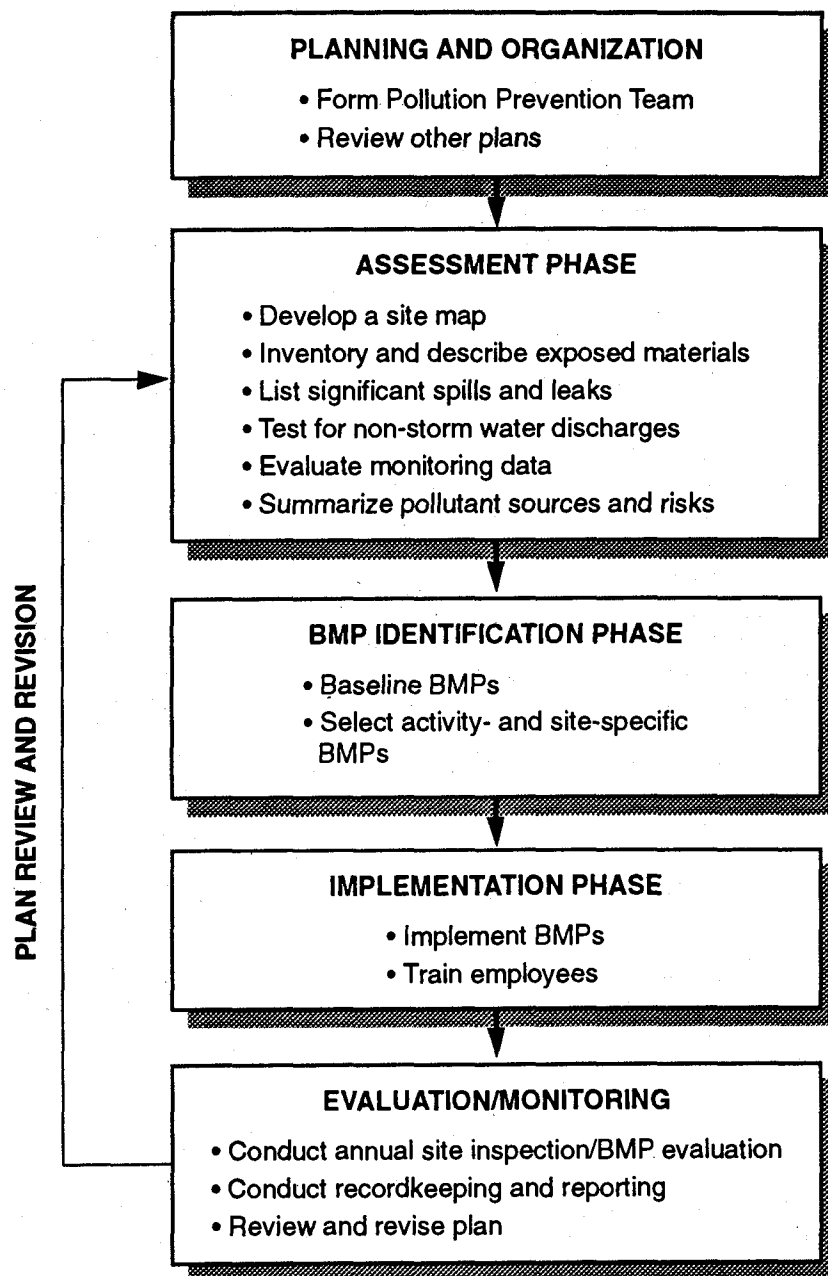 PLANNING AND ORGANIZATION
• Form Pollution Prevention Team
• Review other plans
ASSESSMENT PHASE
• Develop a site map
• Inventory and describe exposed materials
• List significant spills and leaks
• Test for non-storm water discharges
• Evaluate monitoring data
• Summarize pollutant sources and risks
BMP IDENTIFICATION PHASE
• Baseline BMPs
• Select activity- and site-specific
BMPs
IMPLEMENTATION PHASE
• Implement BMPs
• Train employees
EVALUATION/MONITORING
• Conduct annual site inspection/BMP evaluation
• Conduct recordkeeping and reporting
• Review and revise plan
PLAN REVIEW AND REVISION